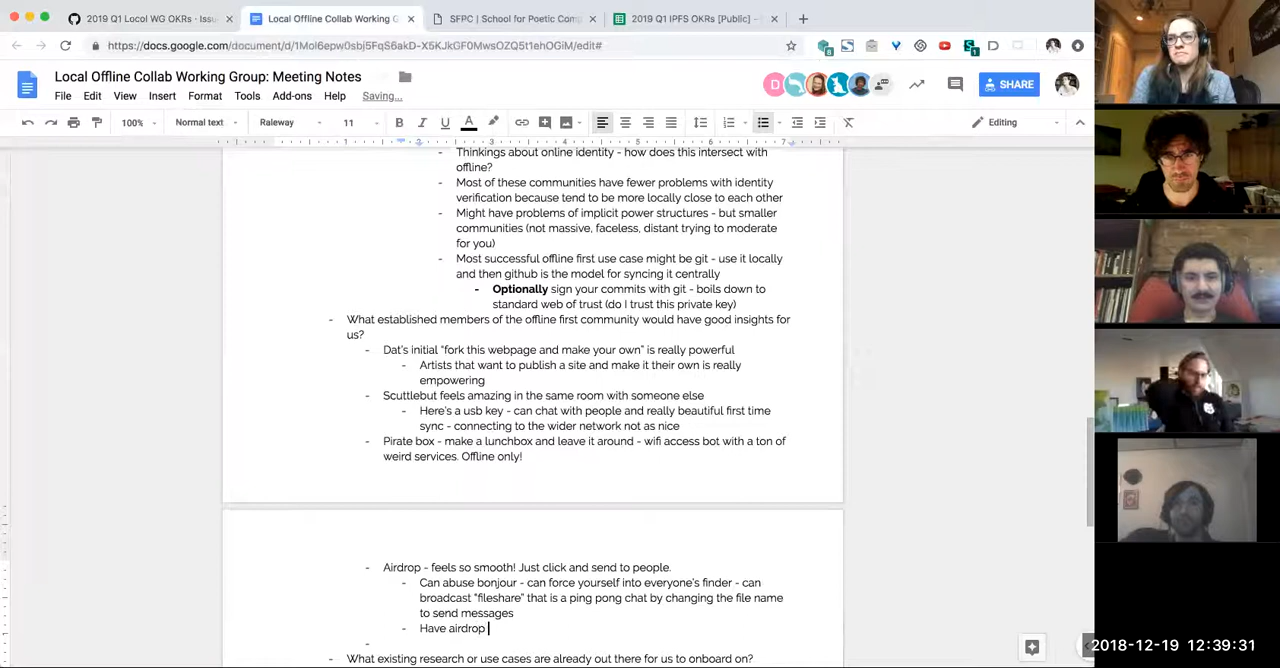 2019 Q1 Locol WG OKRs · Issu
Local Offline Collab Working G
SFPC | School for Poetic Comp
2019 Q1 IPFS OKRs [Public] -
https://docs.google.com/document/d/1Mol6epw0sbj5FqS6akD-X5KJkGF0MwsOZQ5t1ehOGiM/edit#
Local Offline Collab Working Group: Meeting Notes
File Edit View Insert Format Tools Add-ons Help Saving...
D
SHARE
100% Normal text Raleway 11 B I U A Editing
1 2 3 4 5 6 7
- Thinkings about online identity - how does this intersect with
offline?
- Most of these communities have fewer problems with identity
verification because tend to be more locally close to each other
- Might have problems of implicit power structures - but smaller
communities (not massive, faceless, distant trying to moderate
for you)
- Most successful offline first use case might be git - use it locally
and then github is the model for syncing it centrally
- Optionally sign your commits with git - boils down to
standard web of trust (do I trust this private key)
- What established members of the offline first community would have good insights for
us?
- Dat's initial "fork this webpage and make your own" is really powerful
- Artists that want to publish a site and make it their own is really
empowering
- Scuttlebut feels amazing in the same room with someone else
- Here's a usb key - can chat with people and really beautiful first time
sync - connecting to the wider network not as nice
- Pirate box - make a lunchbox and leave it around - wifi access bot with a ton of
weird services. Offline only!
- Airdrop - feels so smooth! Just click and send to people.
- Can abuse bonjour - can force yourself into everyone's finder - can
broadcast "fileshare" that is a ping pong chat by changing the file name
to send messages
- Have airdrop
-
- What existing research or use cases are already out there for us to onboard on?
2018-12-19 12:39:31